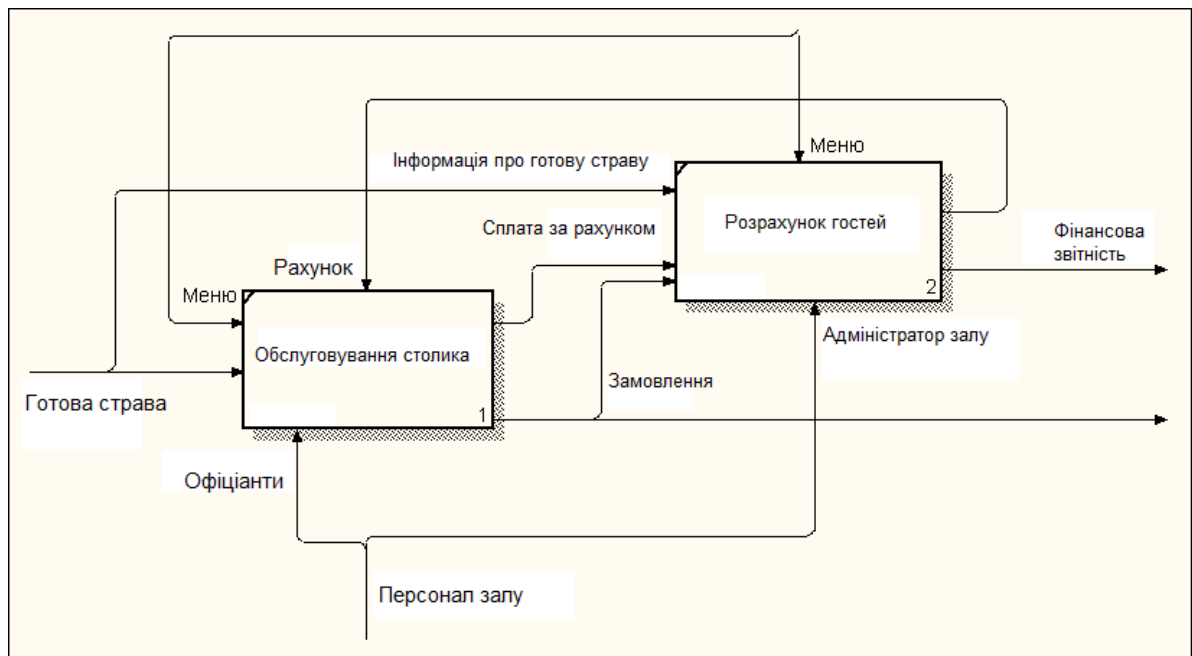 Меню
Інформація про готову страву
Розрахунок гостей
Сплата за рахунком
Фінансова
звітність
Рахунок
2
Меню
Адміністратор залу
Обслуговування столика
Замовлення
Готова страва
1
Офіціанти
Персонал залу